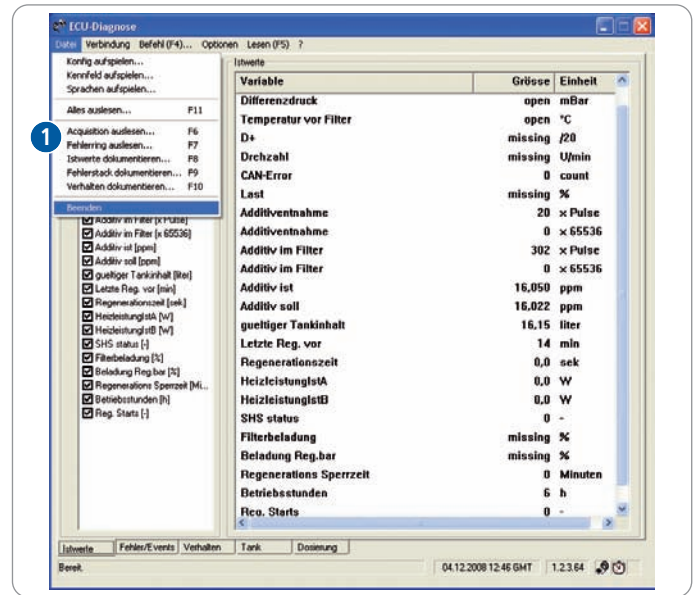 ECU-Diagnose
Datei Verbindung Befehl (F4)... Optionen Lesen (F5) ?
Konfig aufspielen...
Kennfeld aufspielen...
Sprachen aufspielen...
Alles auslesen... F11
1
Acquisition auslesen... F6
Fehlerring auslesen... F7
Istwerte dokumentieren... F8
Fehlerstack dokumentieren... F9
Verhalten dokumentieren... F10
Beenden
Additiv im Filter [x Pulse]
Additiv im Filter [x 65536]
Additiv ist [ppm]
Additiv soll [ppm]
gueltiger Tankinhalt [liter]
Letzte Reg. vor [min]
Regenerationszeit [sek]
HeizleistungIstA [W]
HeizleistungIstB [W]
SHS status [-]
Filterbeladung [%]
Beladung Reg.bar [%]
Regenerations Sperrzeit [Mi...
Betriebsstunden [h]
Reg. Starts [-]
Istwerte
Variable Grösse Einheit
Differenzdruck open mBar
Temperatur vor Filter open °C
D+ missing /20
Drehzahl missing U/min
CAN-Error 0 count
Last missing %
Additiventnahme 20 x Pulse
Additiventnahme 0 x 65536
Additiv im Filter 302 x Pulse
Additiv im Filter 0 x 65536
Additiv ist 16,050 ppm
Additiv soll 16,022 ppm
gueltiger Tankinhalt 16,15 liter
Letzte Reg. vor 14 min
Regenerationszeit 0,0 sek
HeizleistungIstA 0,0 W
HeizleistungIstB 0,0 W
SHS status 0 -
Filterbeladung missing %
Beladung Reg.bar missing %
Regenerations Sperrzeit 0 Minuten
Betriebsstunden 6 h
Reg. Starts 0 -
Istwerte Fehler/Events Verhalten Tank Dosierung
Bereit. 04.12.2008 12:46 GMT 1.2.3.64